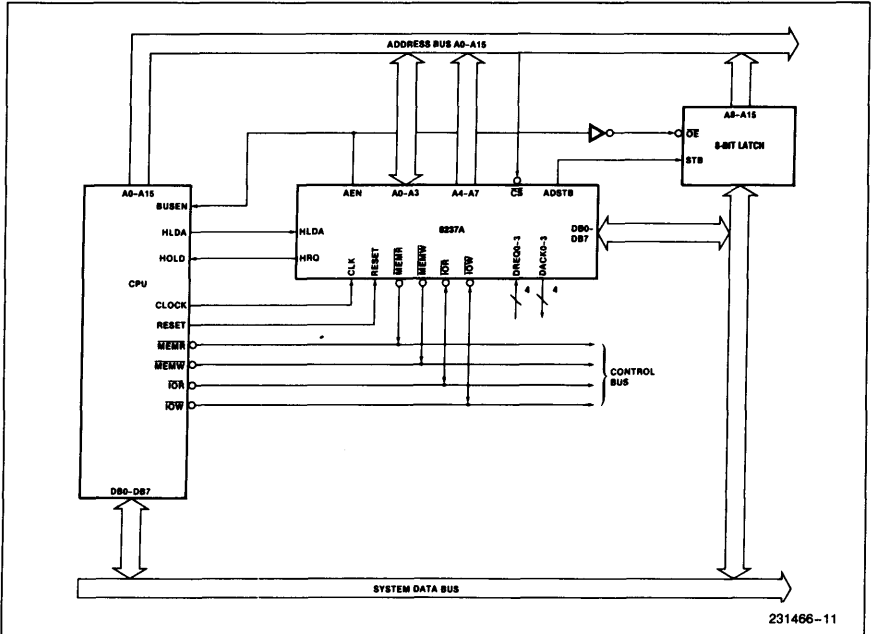 ADDRESS BUS A0-A15
A8-A15
OE
8-BIT LATCH
STB
A0-A15
BUSEN
HLDA
HOLD
CPU
CLOCK
RESET
MEMR
MEMW
IOR
IOW
DB0-DB7
AEN
A0-A3
A4-A7
CS
ADSTB
HLDA
8237A
DB0-
DB7
HRQ
CLK
RESET
MEMR
MEMW
IOR
IOW
DREQ0-3
DACK0-3
4
4
CONTROL
BUS
SYSTEM DATA BUS
231466-11